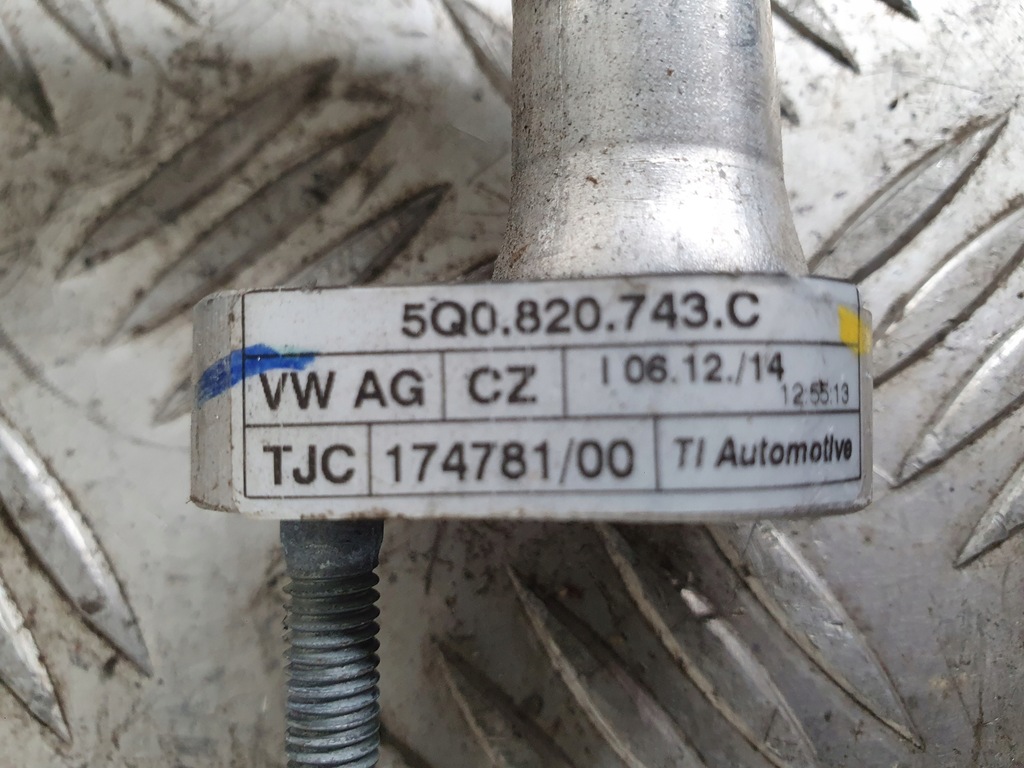 5Q0.820.743.C
VW AG CZ I 06.12./14 12:55:13
TJC 174781/00 TI Automotive